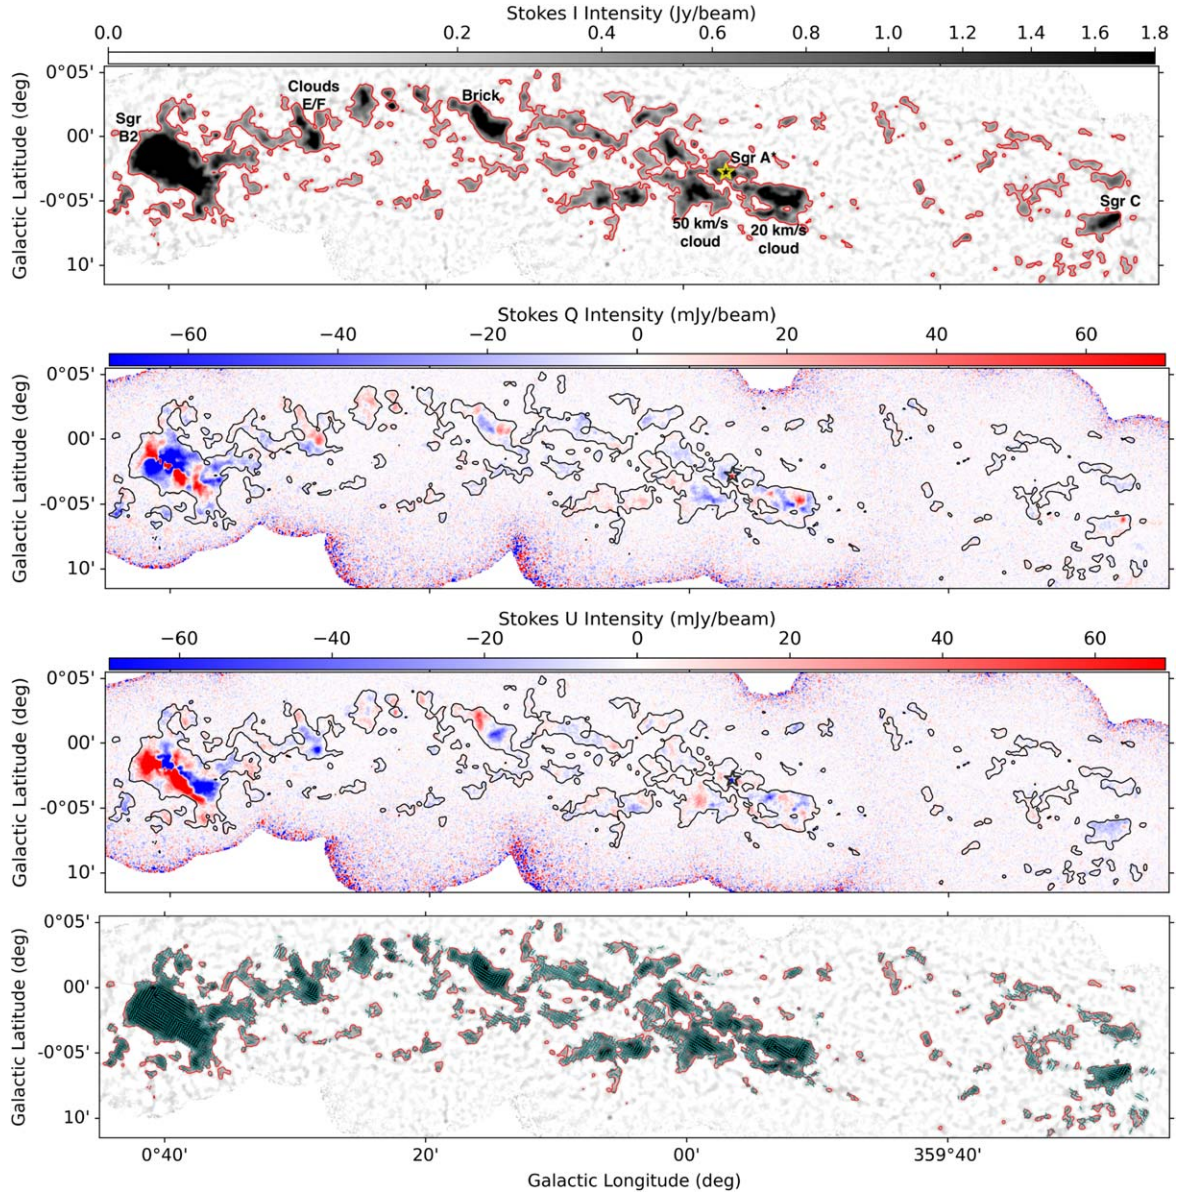 Stokes I Intensity (Jy/beam)
0.0 0.2 0.4 0.6 0.8 1.0 1.2 1.4 1.6 1.8
Galactic Latitude (deg)
0°05'
00'
-0°05'
10'
Sgr
B2
Clouds
E/F
Brick
Sgr A*
50 km/s
cloud
20 km/s
cloud
Sgr C
Stokes Q Intensity (mJy/beam)
−60 −40 −20 0 20 40 60
Galactic Latitude (deg)
0°05'
00'
-0°05'
10'
Stokes U Intensity (mJy/beam)
−60 −40 −20 0 20 40 60
Galactic Latitude (deg)
0°05'
00'
-0°05'
10'
Galactic Latitude (deg)
0°05'
00'
-0°05'
10'
0°40' 20' 00' 359°40'
Galactic Longitude (deg)